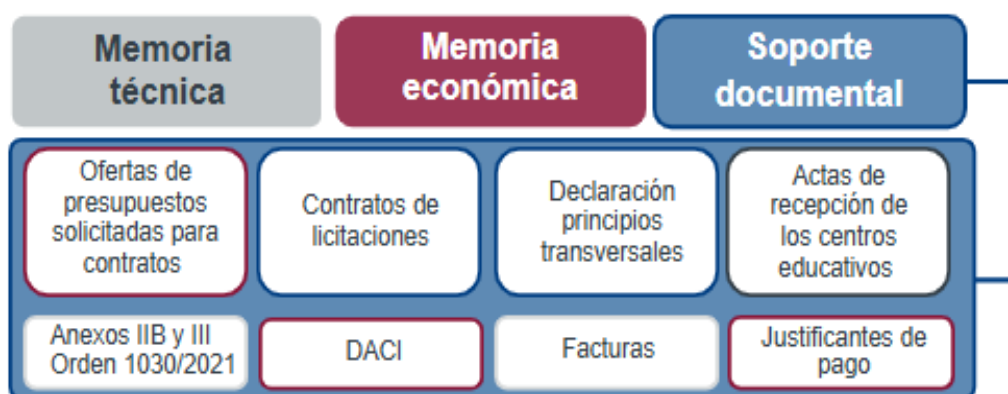 Memoria
técnica
Memoria
económica
Soporte
documental
Ofertas de
presupuestos
solicitadas para
contratos
Contratos de
licitaciones
Declaración
principios
transversales
Actas de
recepción de
los centros
educativos
Anexos IIB y III
Orden 1030/2021
DACI
Facturas
Justificantes de
pago